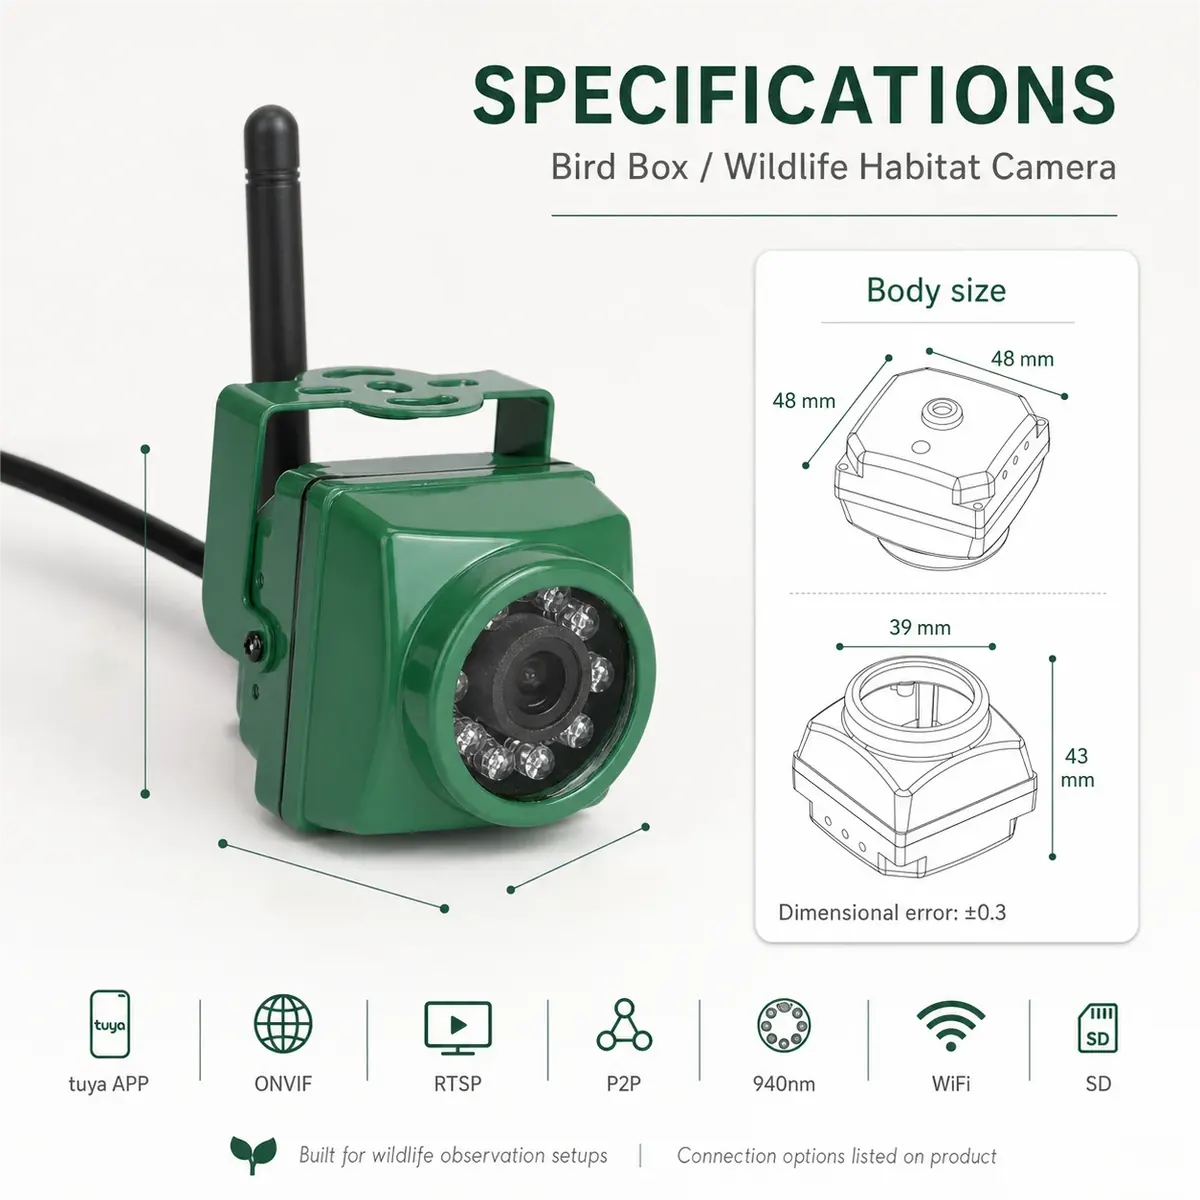 SPECIFICATIONS
Bird Box / Wildlife Habitat Camera
Body size
48 mm
48 mm
39 mm
43
mm
Dimensional error: ±0.3
tuya
SD
tuya APP
ONVIF
RTSP
P2P
940nm
WiFi
SD
Built for wildlife observation setups
Connection options listed on product